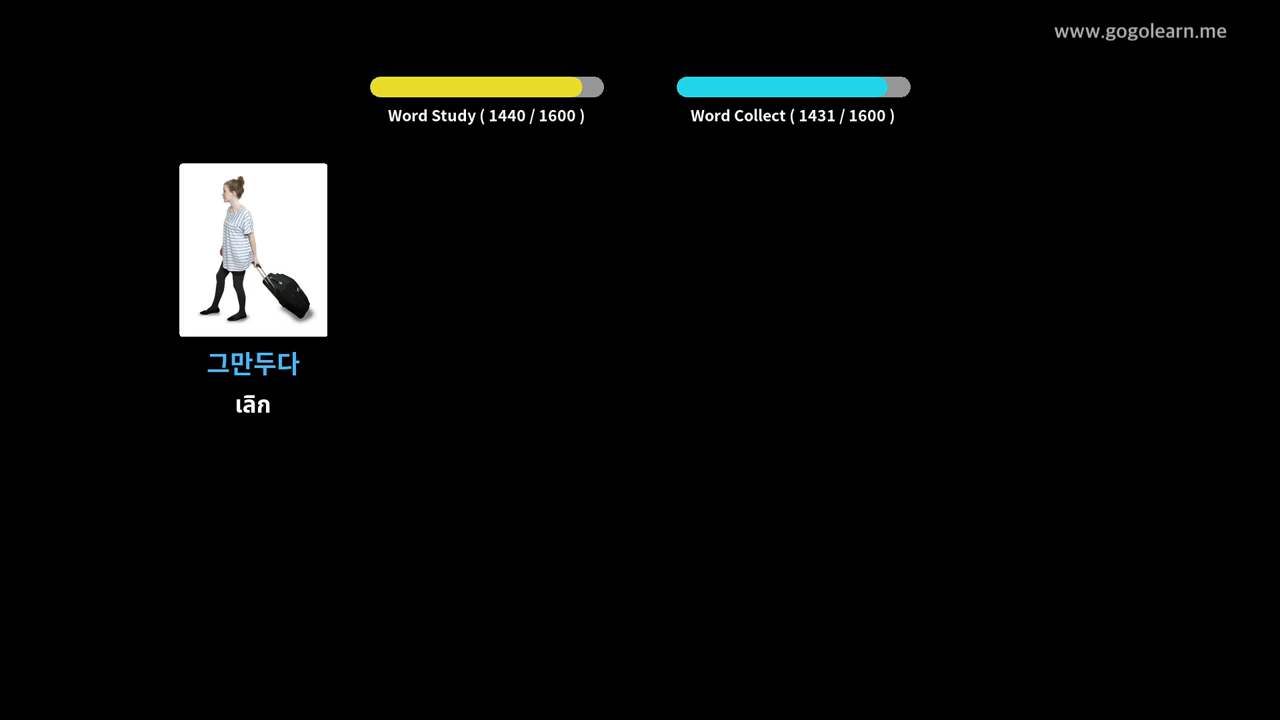 www.gogolearn.me
Word Study ( 1440 / 1600 )
Word Collect ( 1431 / 1600 )
그만두다
เลิก